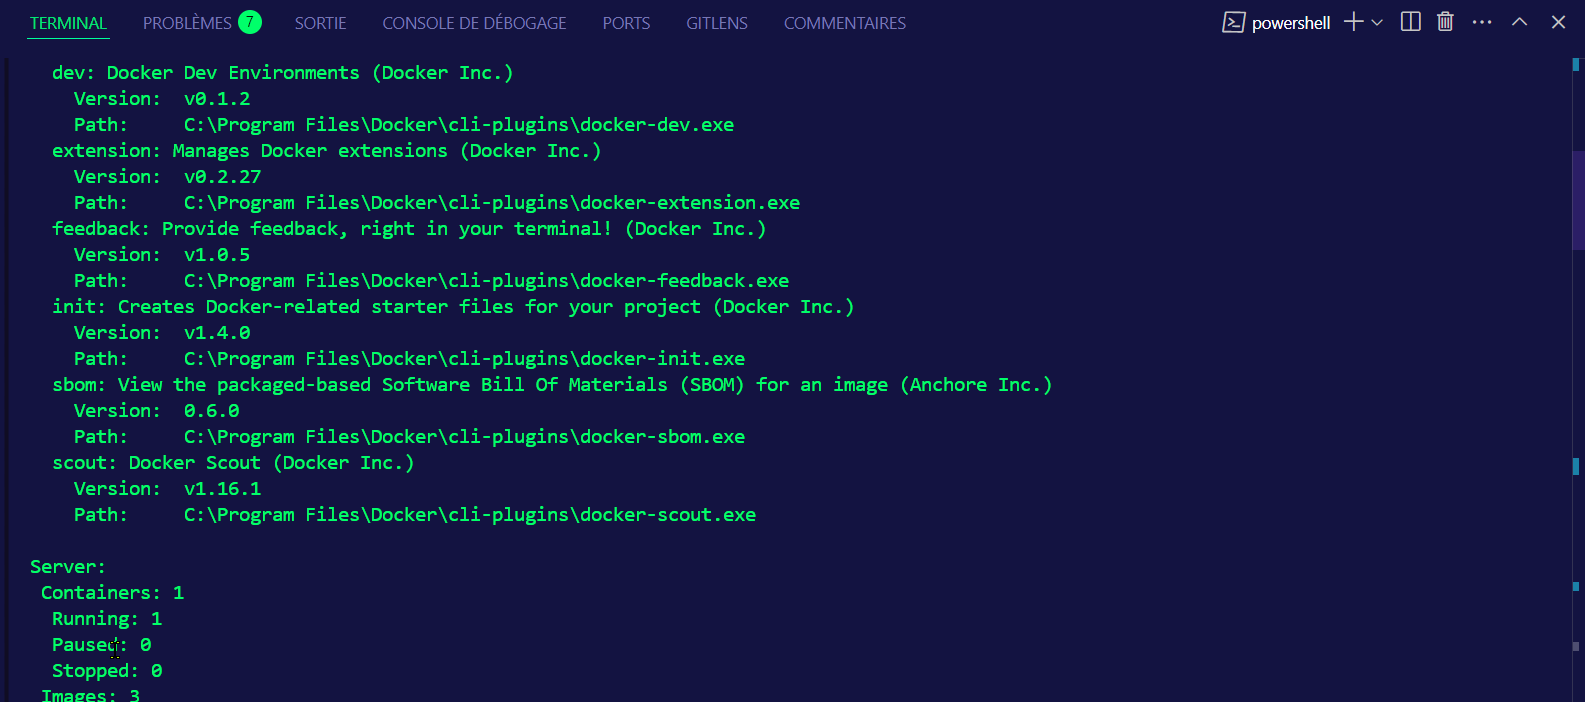 TERMINAL PROBLÈMES 7 SORTIE CONSOLE DE DÉBOGAGE PORTS GITLENS COMMENTAIRES powershell
dev: Docker Dev Environments (Docker Inc.)
Version: v0.1.2
Path: C:\Program Files\Docker\cli-plugins\docker-dev.exe
extension: Manages Docker extensions (Docker Inc.)
Version: v0.2.27
Path: C:\Program Files\Docker\cli-plugins\docker-extension.exe
feedback: Provide feedback, right in your terminal! (Docker Inc.)
Version: v1.0.5
Path: C:\Program Files\Docker\cli-plugins\docker-feedback.exe
init: Creates Docker-related starter files for your project (Docker Inc.)
Version: v1.4.0
Path: C:\Program Files\Docker\cli-plugins\docker-init.exe
sbom: View the packaged-based Software Bill Of Materials (SBOM) for an image (Anchore Inc.)
Version: 0.6.0
Path: C:\Program Files\Docker\cli-plugins\docker-sbom.exe
scout: Docker Scout (Docker Inc.)
Version: v1.16.1
Path: C:\Program Files\Docker\cli-plugins\docker-scout.exe
Server:
Containers: 1
Running: 1
Paused: 0
Stopped: 0
Images: 3